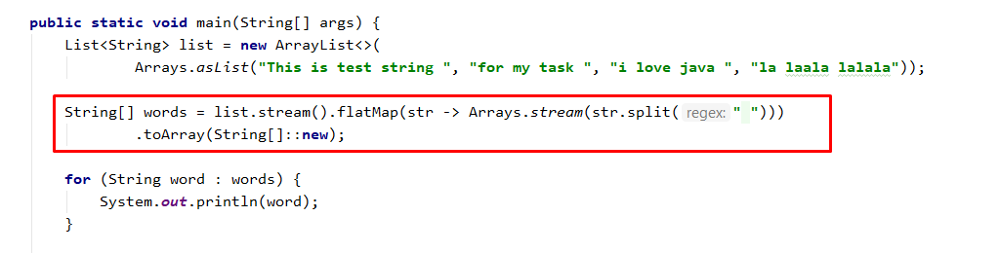 public static void main(String[] args) {
List<String> list = new ArrayList<>(
Arrays.asList("This is test string ", "for my task ", "i love java ", "la laala lalala"));
String[] words = list.stream().flatMap(str -> Arrays.stream(str.split( regex: " ")))
.toArray(String[]::new);
for (String word : words) {
System.out.println(word);
}